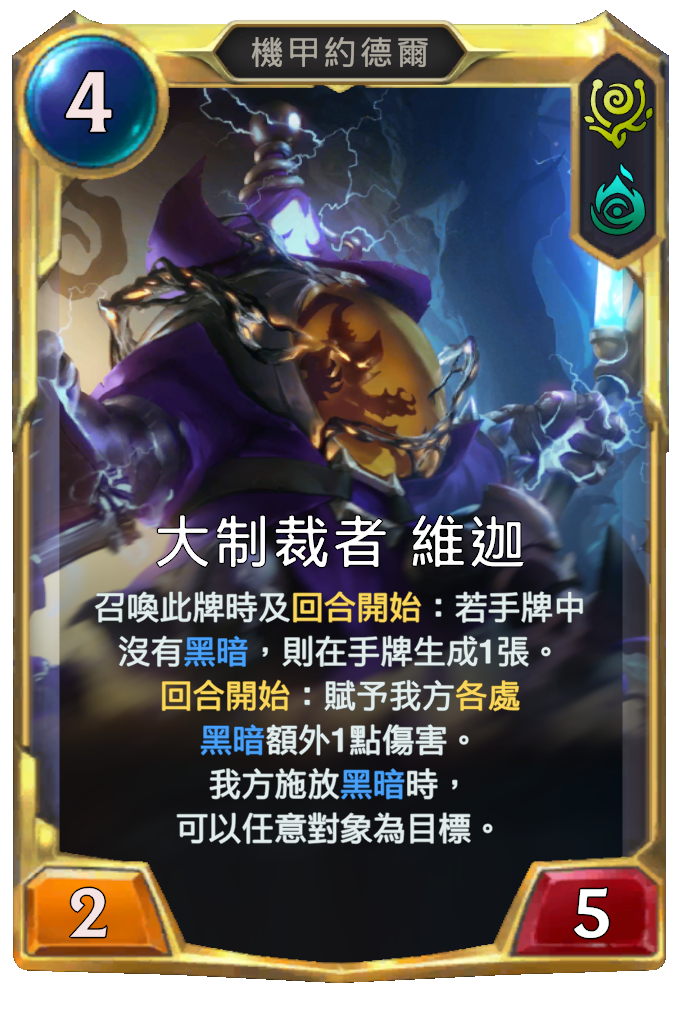 機甲約德爾
4
大制裁者 維迦
召喚此牌時及回合開始：若手牌中
沒有黑暗，則在手牌生成1張。
回合開始：賦予我方各處
黑暗額外1點傷害。
我方施放黑暗時，
可以任意對象為目標。
2
5